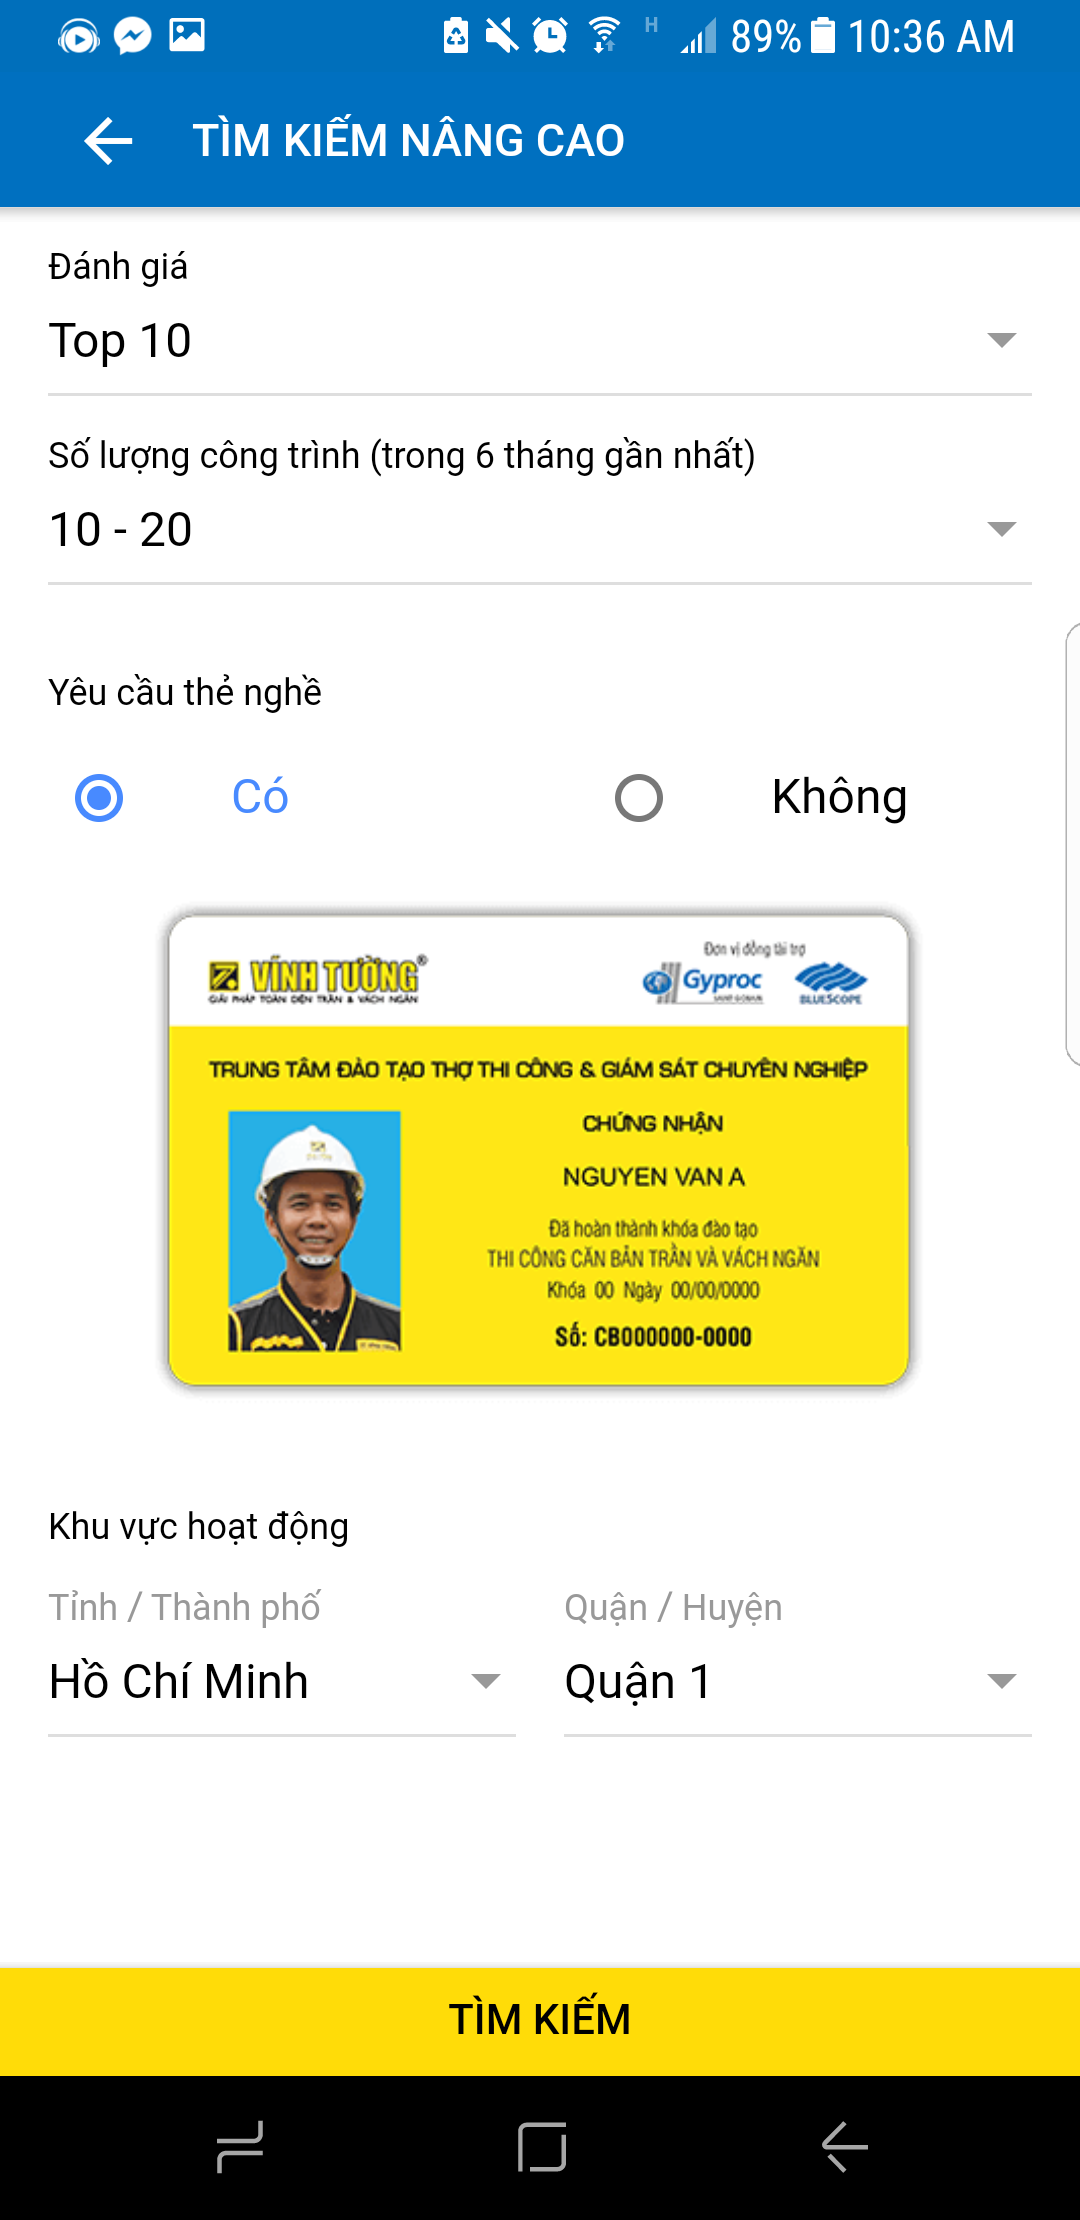 H 89% 10:36 AM
TÌM KIẾM NÂNG CAO
Đánh giá
Top 10
Số lượng công trình (trong 6 tháng gần nhất)
10 - 20
Yêu cầu thẻ nghề
Có Không
Đơn vị đồng tài trợ
VĨNH TƯỜNG®
Gyproc
SAINT-GOBAIN
BLUESCOPE
GIẢI PHÁP TOÀN DIỆN TRẦN & VÁCH NGĂN
TRUNG TÂM ĐÀO TẠO THỢ THI CÔNG & GIÁM SÁT CHUYÊN NGHIỆP
CHỨNG NHẬN
NGUYEN VAN A
Đã hoàn thành khóa đào tạo
THI CÔNG CĂN BẢN TRẦN VÀ VÁCH NGĂN
Khóa 00 Ngày 00/00/0000
Số: CB000000-0000
Khu vực hoạt động
Tỉnh / Thành phố Quận / Huyện
Hồ Chí Minh Quận 1
TÌM KIẾM